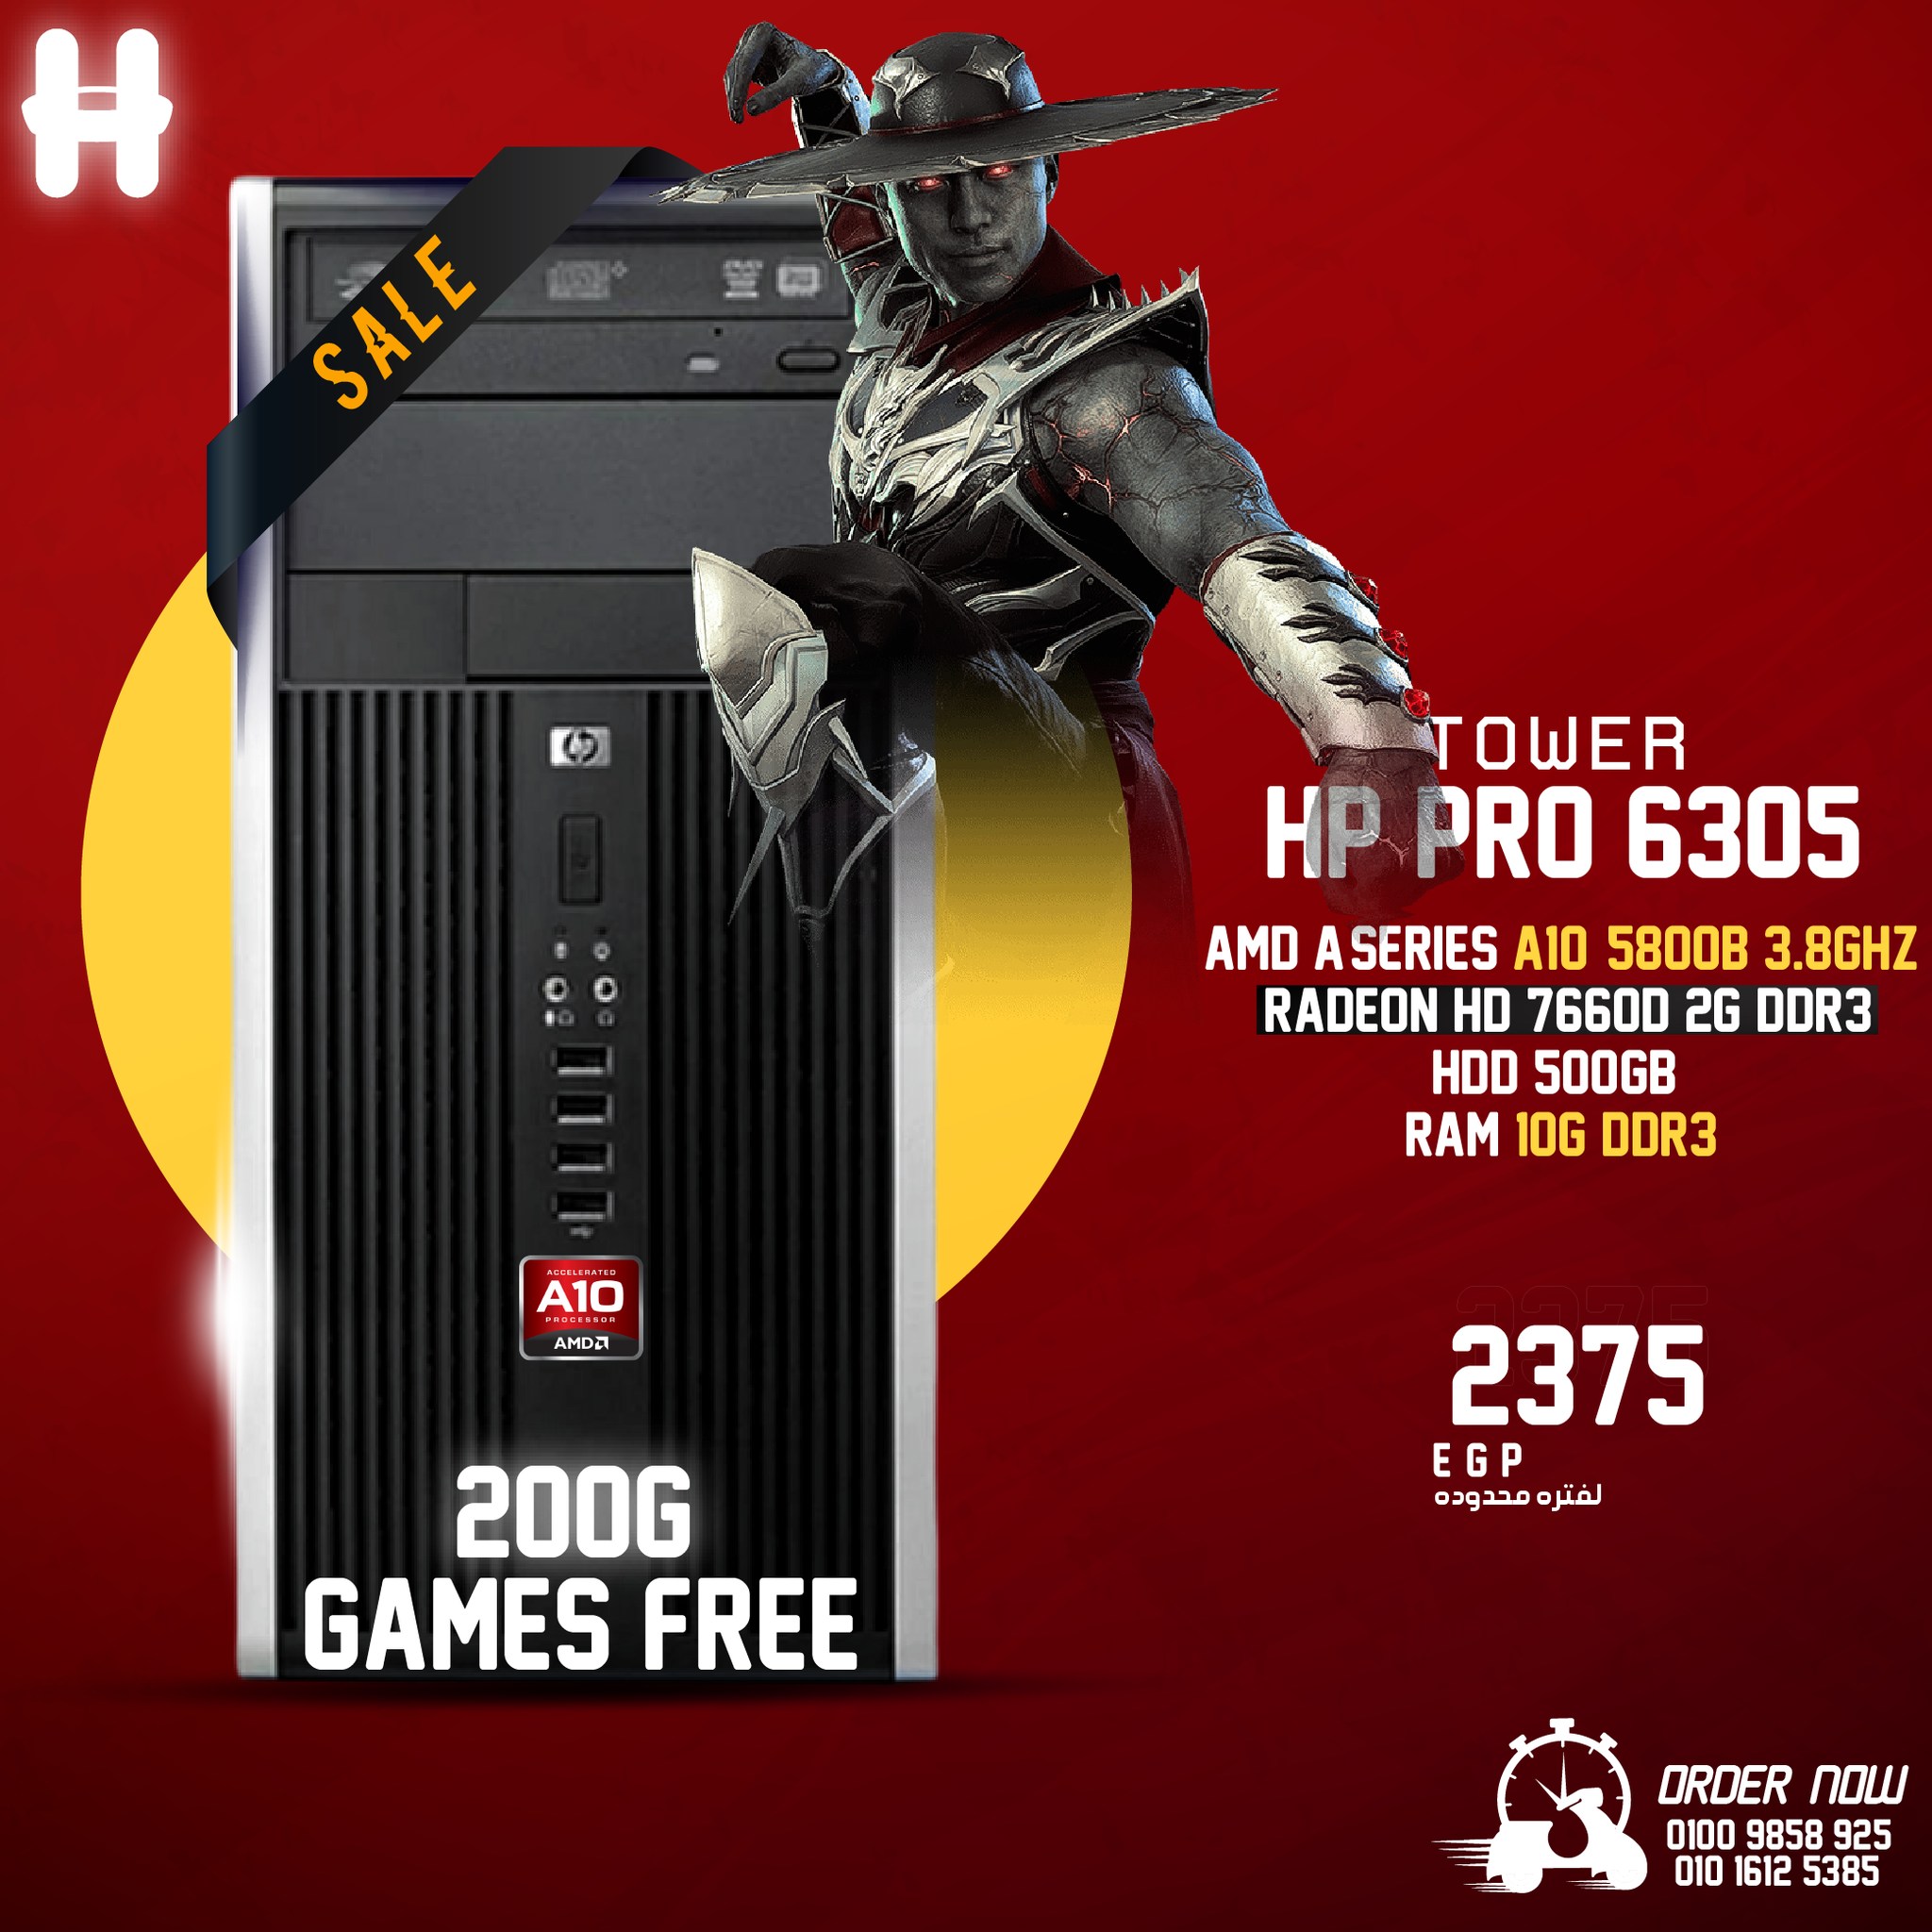 H
SALE
hp
TOWER
HP PRO 6305
AMD A SERIES A10 5800B 3.8GHZ
RADEON HD 7660D 2G DDR3
HDD 500GB
RAM 10G DDR3
2375
EGP
لفتره محدوده
ACCELERATED
A10
PROCESSOR
AMD
200G
GAMES FREE
ORDER NOW
0100 9858 925
010 1612 5385